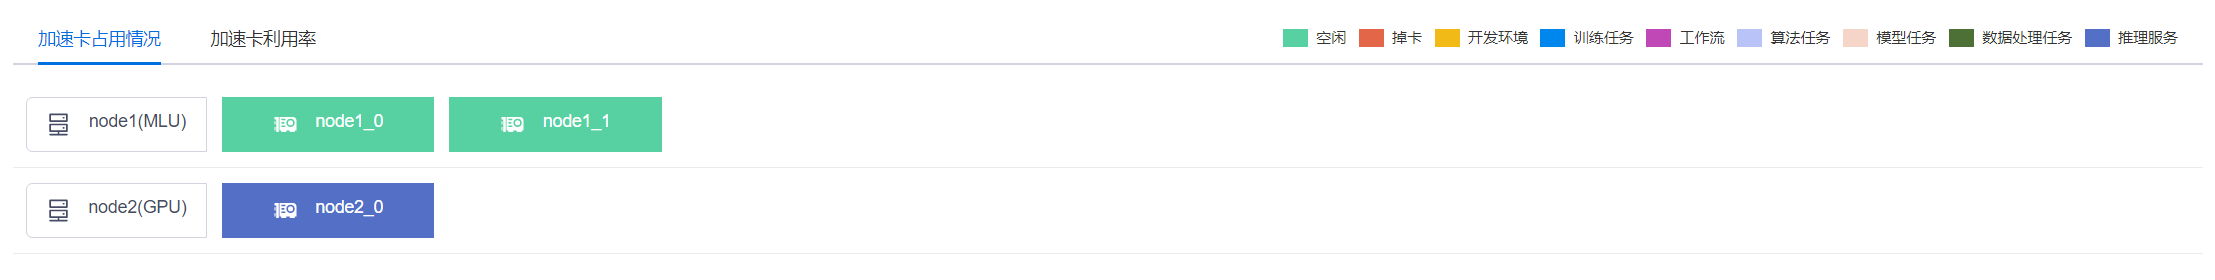 加速卡占用情况 加速卡利用率 空闲 掉卡 开发环境 训练任务 工作流 算法任务 模型任务 数据处理任务 推理服务
node1(MLU) node1_0 node1_1
node2(GPU) node2_0